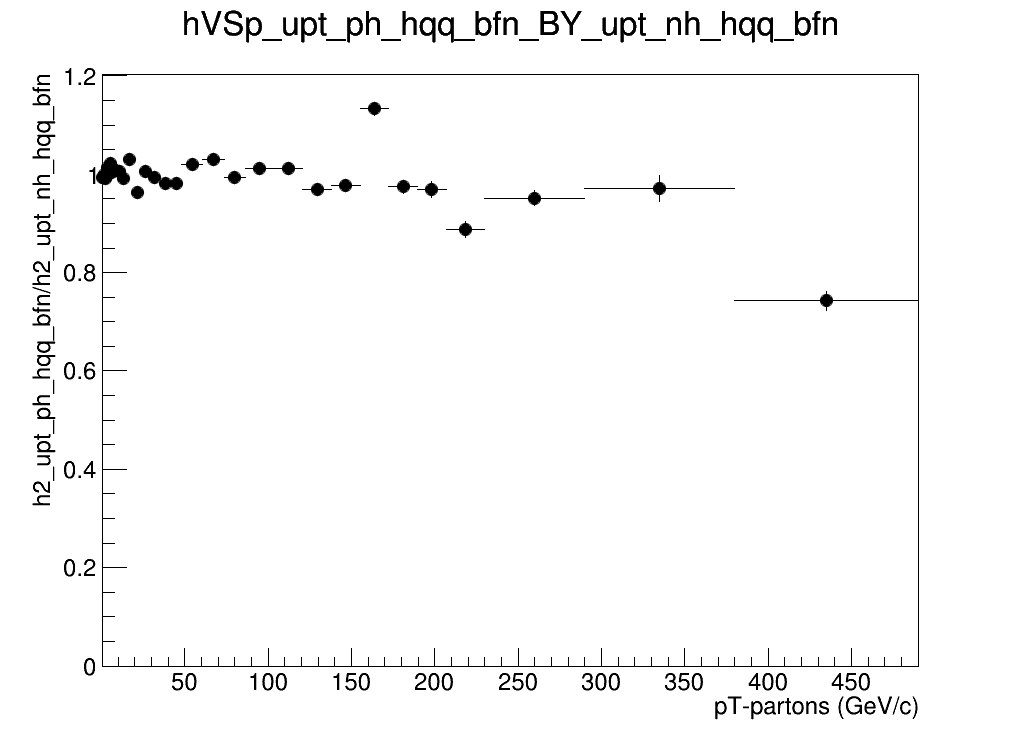 hVSp_upt_ph_hqq_bfn_BY_upt_nh_hqq_bfn
h2_upt_ph_hqq_bfn/h2_upt_nh_hqq_bfn
1.2
1
0.8
0.6
0.4
0.2
0
50 100 150 200 250 300 350 400 450
pT-partons (GeV/c)